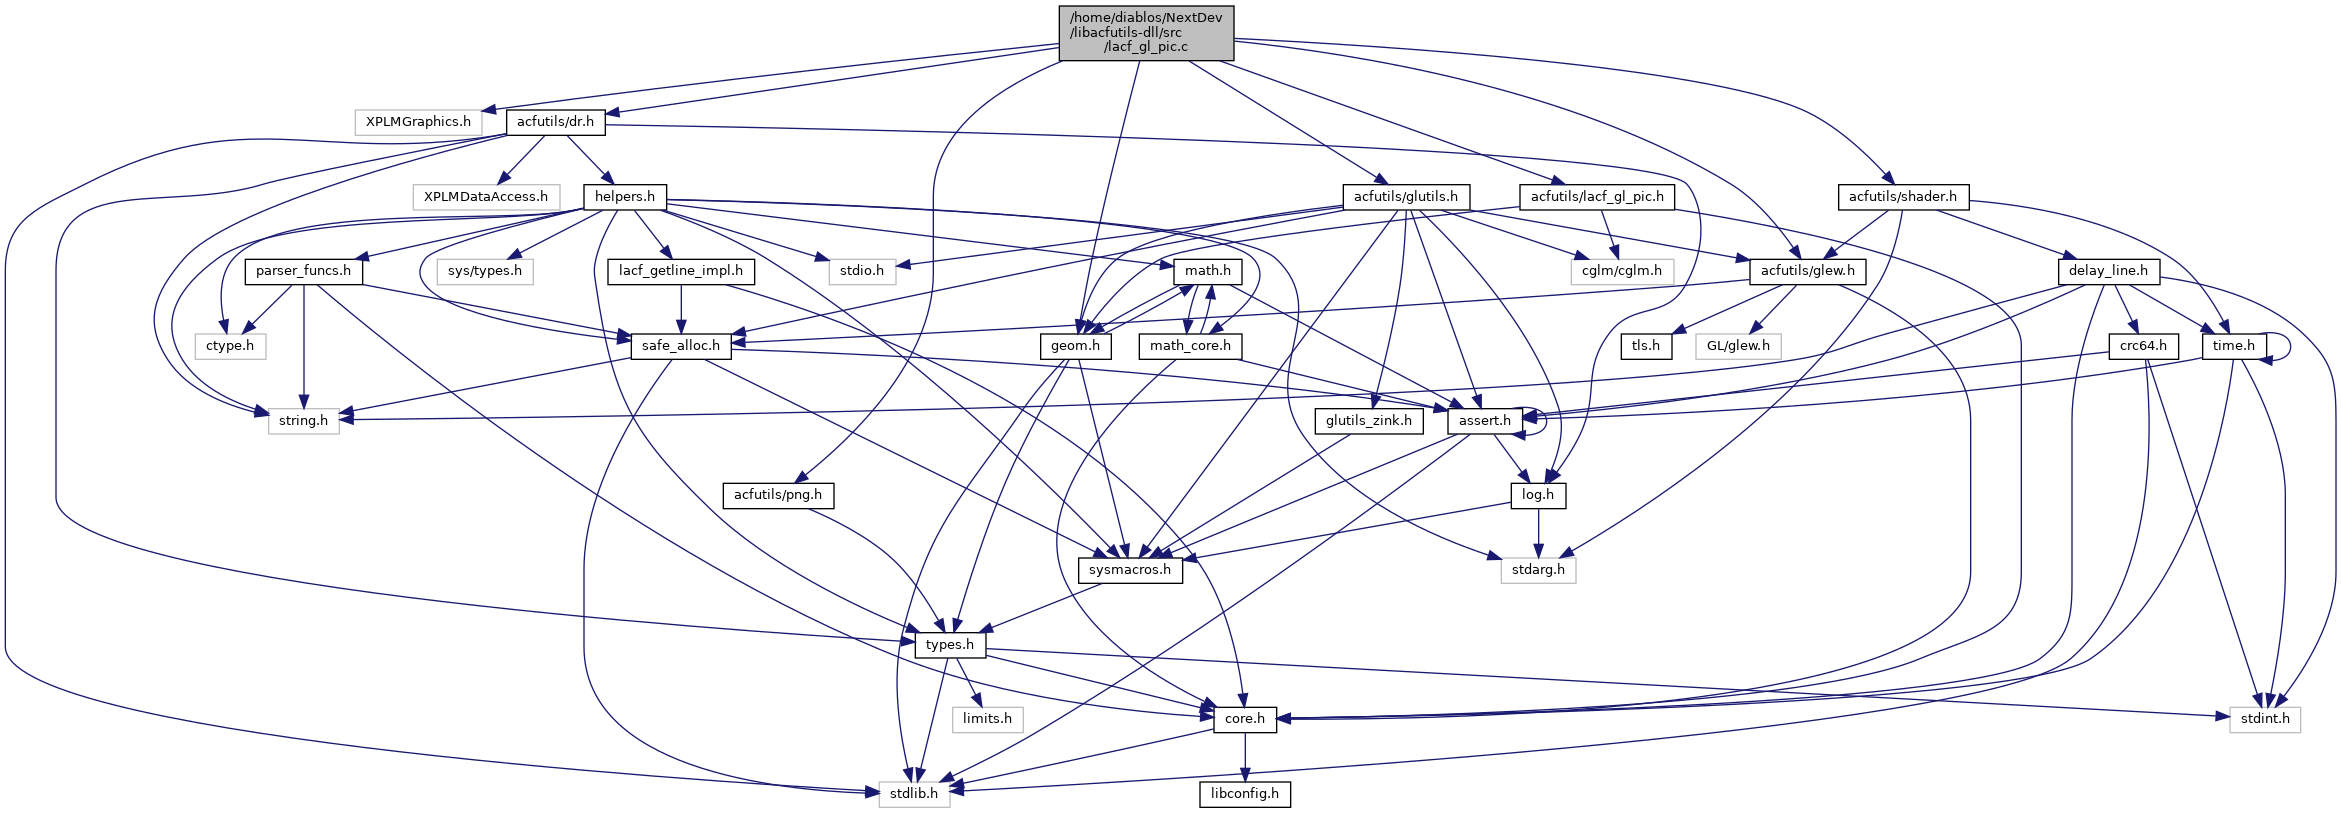 /home/diablos/NextDev
/libacfutils-dll/src
/lacf_gl_pic.c
XPLMGraphics.h
acfutils/dr.h
XPLMDataAccess.h
helpers.h
acfutils/glutils.h
acfutils/lacf_gl_pic.h
acfutils/shader.h
parser_funcs.h
sys/types.h
lacf_getline_impl.h
stdio.h
math.h
cglm/cglm.h
acfutils/glew.h
delay_line.h
ctype.h
safe_alloc.h
geom.h
math_core.h
tls.h
GL/glew.h
crc64.h
time.h
string.h
glutils_zink.h
assert.h
acfutils/png.h
log.h
sysmacros.h
stdarg.h
types.h
limits.h
core.h
stdint.h
stdlib.h
libconfig.h